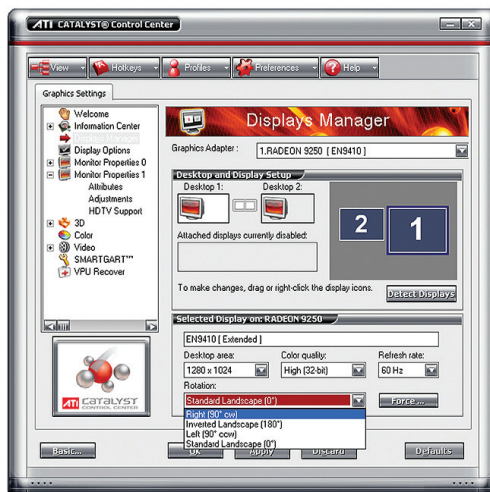 ATI CATALYST® Control Center
View
Hotkeys
Profiles
Preferences
Help
Graphics Settings
Welcome
Information Center
Display Options
Monitor Properties 0
Monitor Properties 1
Attributes
Adjustments
HDTV Support
3D
Color
Video
SMARTGART™
VPU Recover
ATI CATALYST
CONTROL CENTER
Displays Manager
Graphics Adapter :
1.RADEON 9250 [ EN9410 ]
Desktop and Display Setup
Desktop 1:
Desktop 2:
Attached displays currently disabled:
2
1
To make changes, drag or right-click the display icons.
Detect Displays
Selected Display on: RADEON 9250
EN9410 [ Extended ]
Desktop area:
Color quality:
Refresh rate:
1280 x 1024
High (32-bit)
60 Hz
Rotation:
Standard Landscape (0°)
Force ...
Right (90° cw)
Inverted Landscape (180°)
Left (90° ccw)
Standard Landscape (0°)
Basic...
OK
Apply
Discard
Defaults